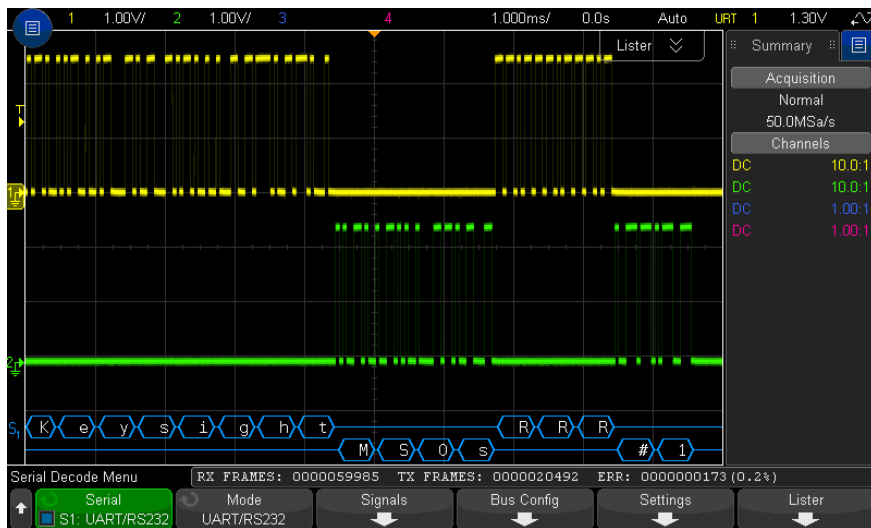 1 1.00V/ 2 1.00V/ 3 4 1.000ms/ 0.0s Auto URT 1 1.30V
Lister
Summary
Acquisition
Normal
50.0MSa/s
Channels
DC 10.0:1
DC 10.0:1
DC 1.00:1
DC 1.00:1
T
1
2
S1 K e y s i g h t R R R
M S O s # 1
Serial Decode Menu RX FRAMES: 0000059985 TX FRAMES: 0000020492 ERR: 0000000173(0.2%)
Serial Mode Signals Bus Config Settings Lister
S1: UART/RS232 UART/RS232